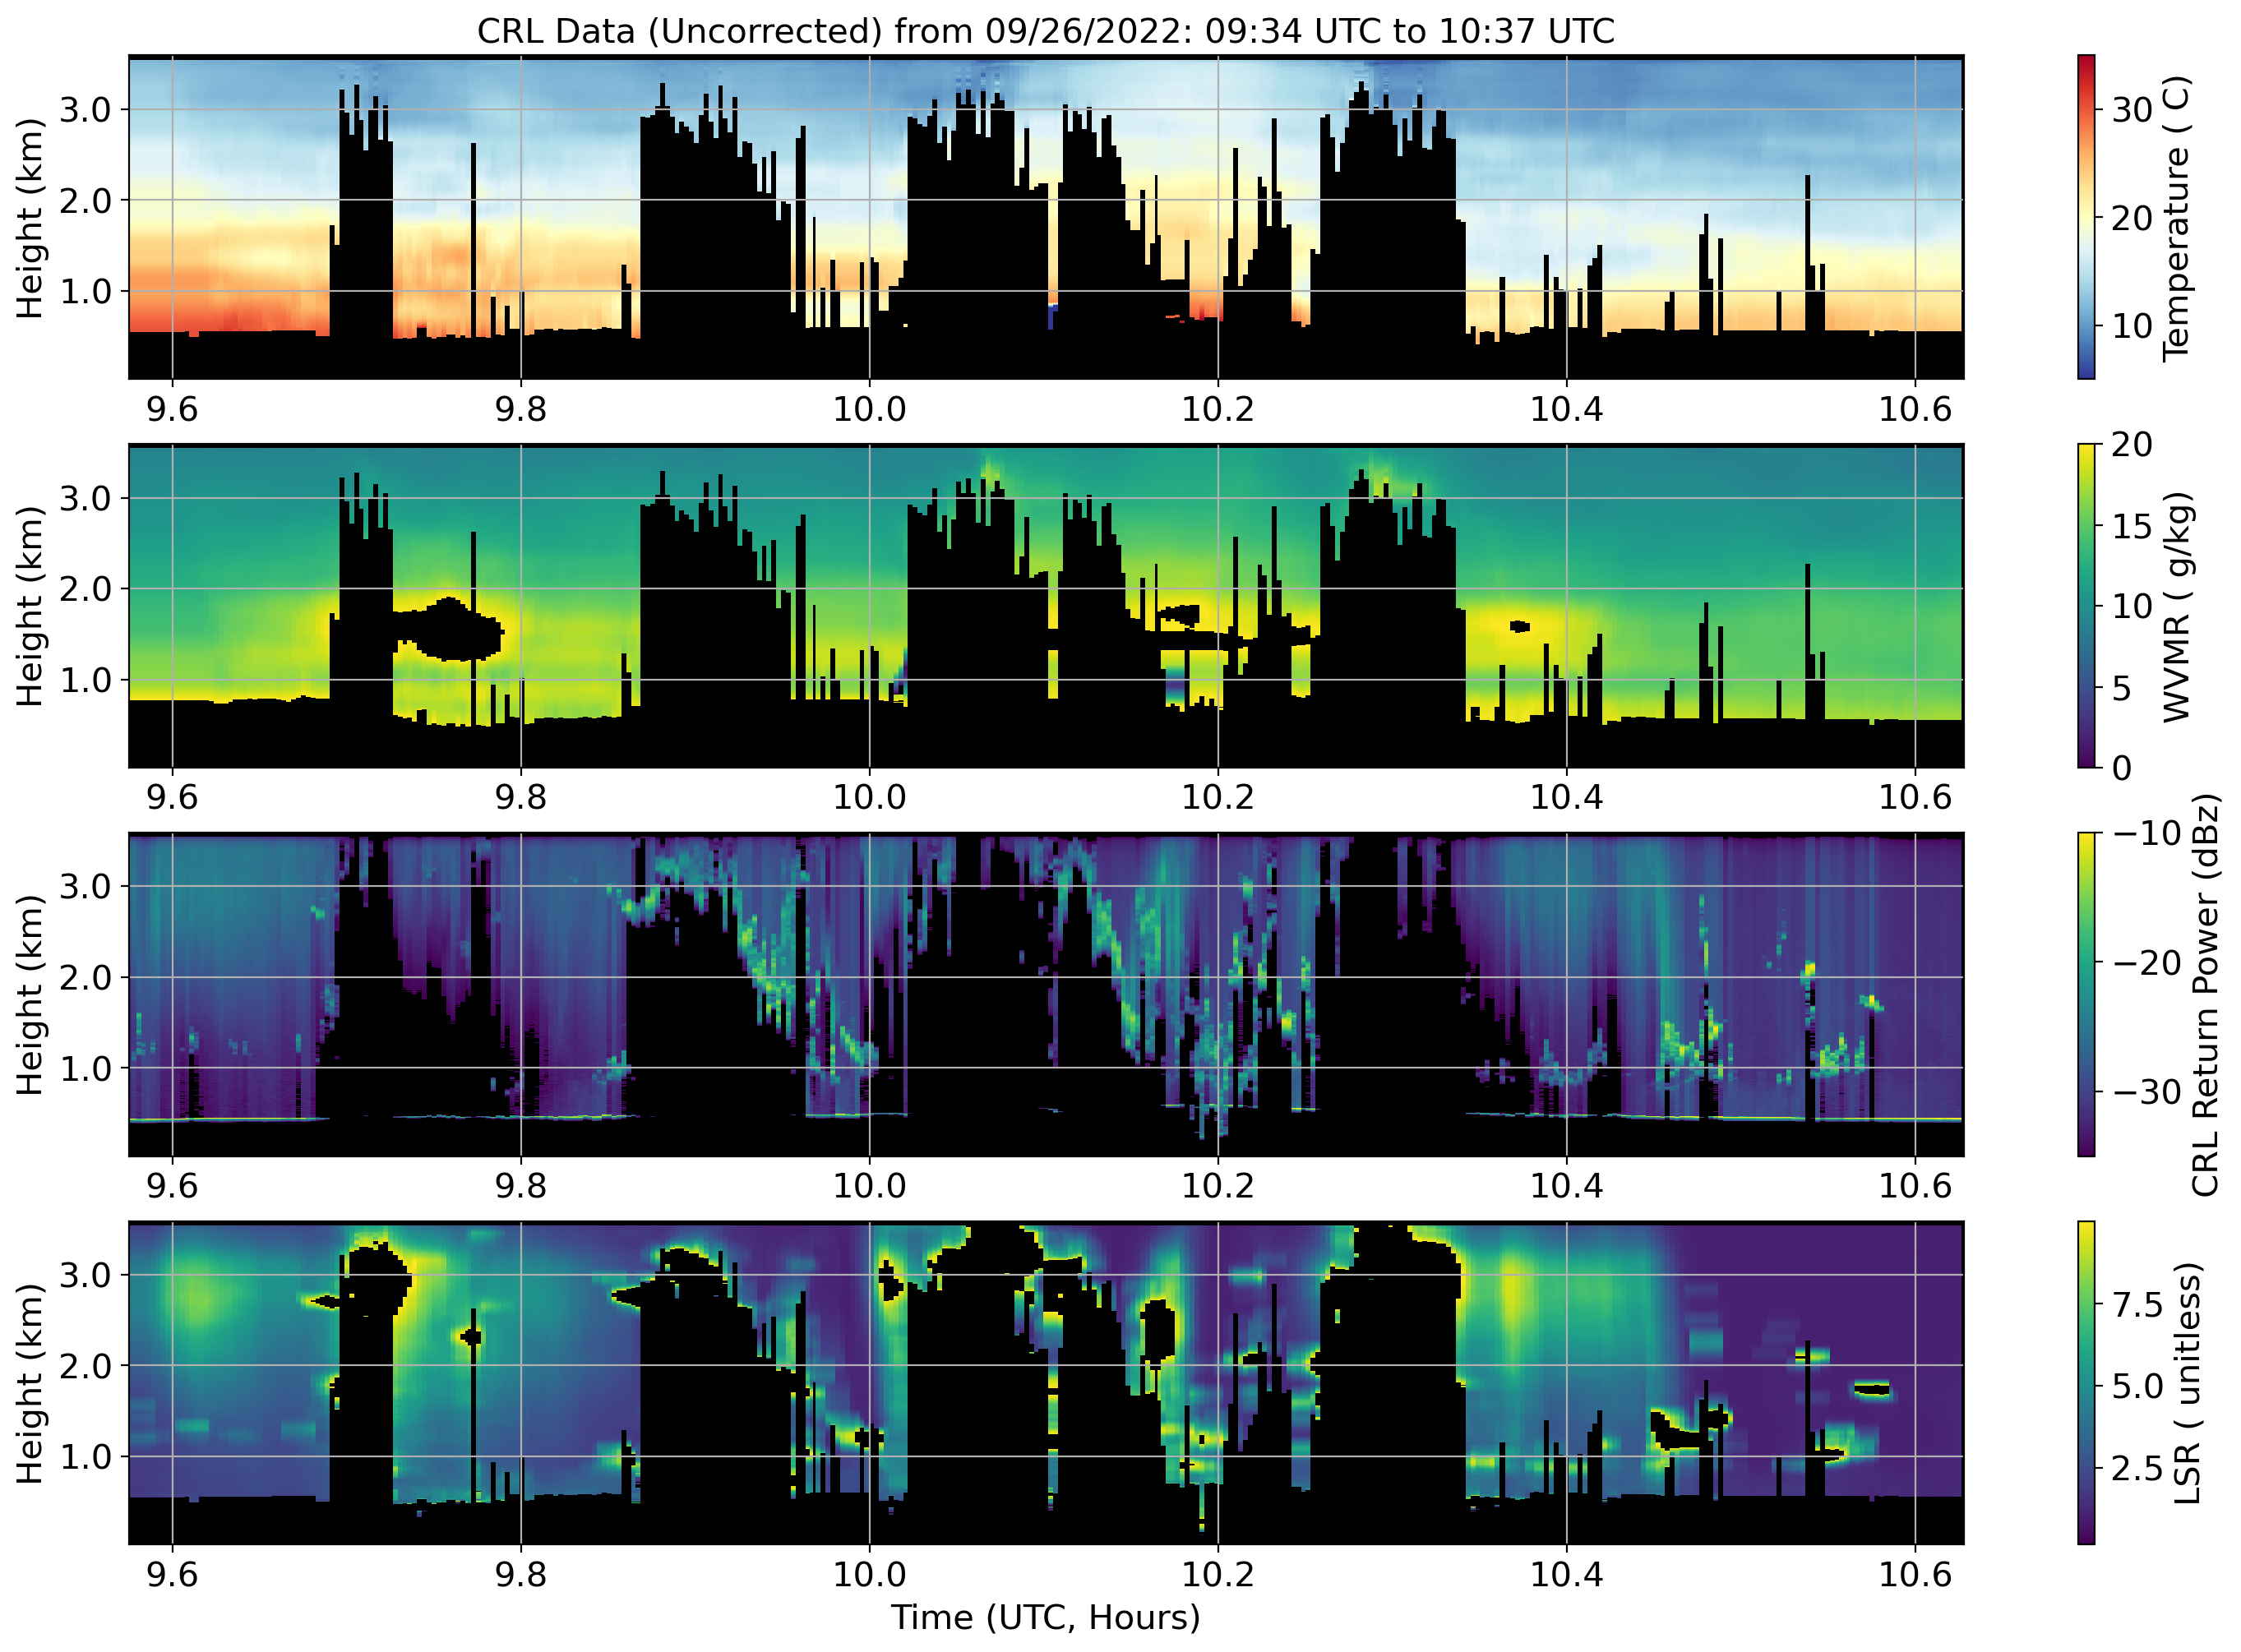 CRL Data (Uncorrected) from 09/26/2022: 09:34 UTC to 10:37 UTC
Height (km)
3.0
2.0
1.0
9.6 9.8 10.0 10.2 10.4 10.6
30
20
10
Temperature ( C)
Height (km)
3.0
2.0
1.0
9.6 9.8 10.0 10.2 10.4 10.6
20
15
10
5
0
WVMR ( g/kg)
Height (km)
3.0
2.0
1.0
9.6 9.8 10.0 10.2 10.4 10.6
−10
−20
−30
CRL Return Power (dBz)
Height (km)
3.0
2.0
1.0
9.6 9.8 10.0 10.2 10.4 10.6
7.5
5.0
2.5
LSR ( unitless)
Time (UTC, Hours)